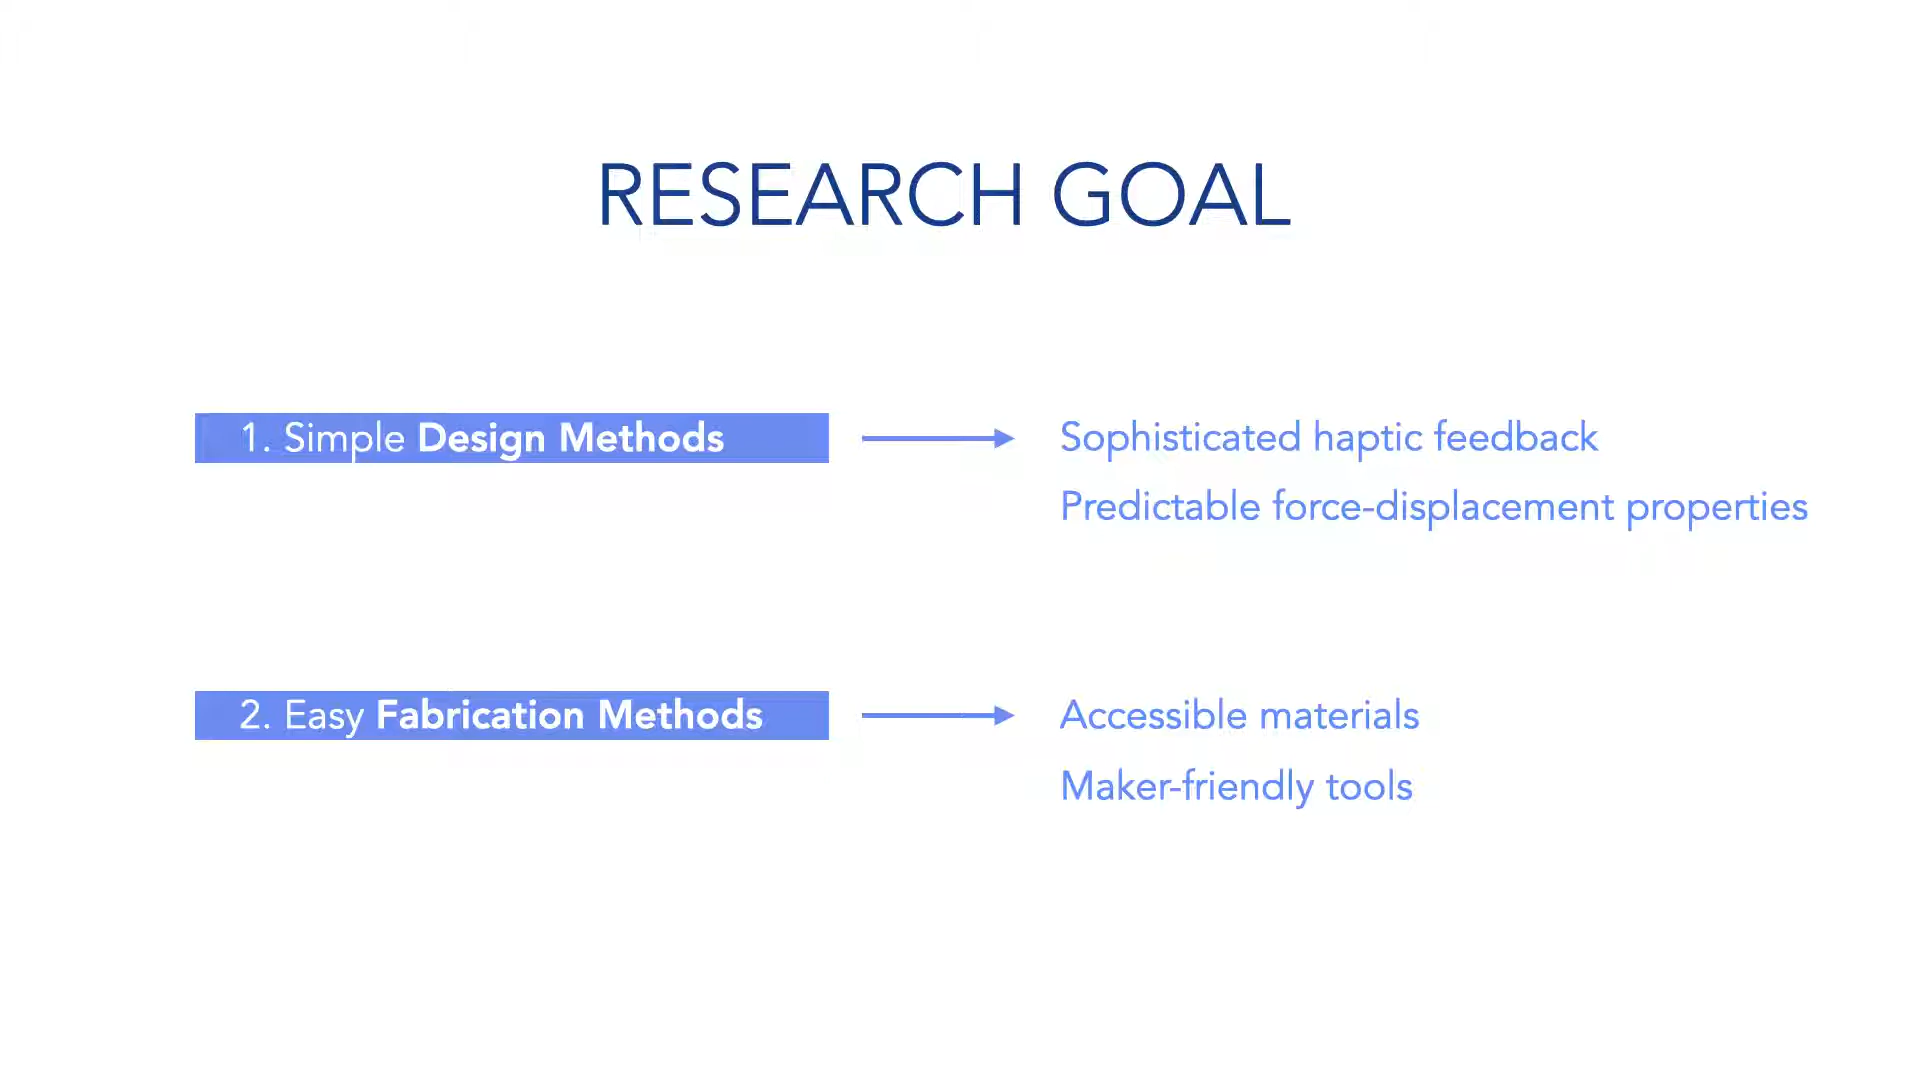 RESEARCH GOAL
1. Simple Design Methods
Sophisticated haptic feedback
Predictable force-displacement properties
2. Easy Fabrication Methods
Accessible materials
Maker-friendly tools